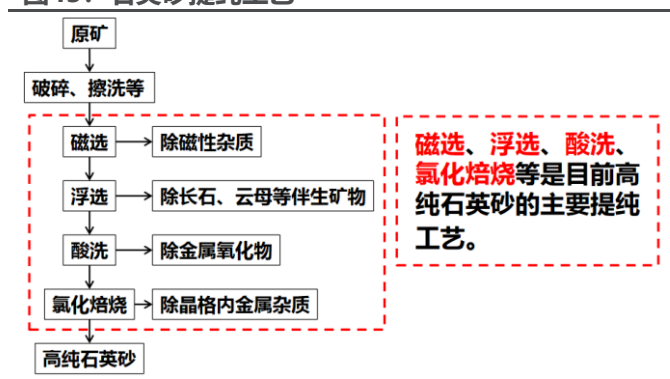 原矿
破碎、擦洗等
磁选
除磁性杂质
浮选
除长石、云母等伴生矿物
酸洗
除金属氧化物
氯化焙烧
除晶格内金属杂质
高纯石英砂
磁选、浮选、酸洗、
氯化焙烧等是目前高
纯石英砂的主要提纯
工艺。